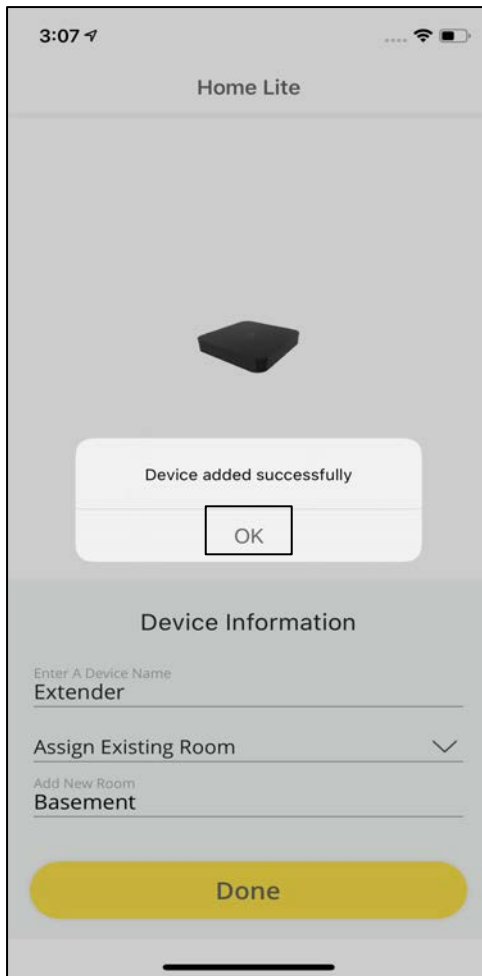 3:07
Home Lite
Device added successfully
OK
Device Information
Enter A Device Name
Extender
Assign Existing Room
Add New Room
Basement
Done